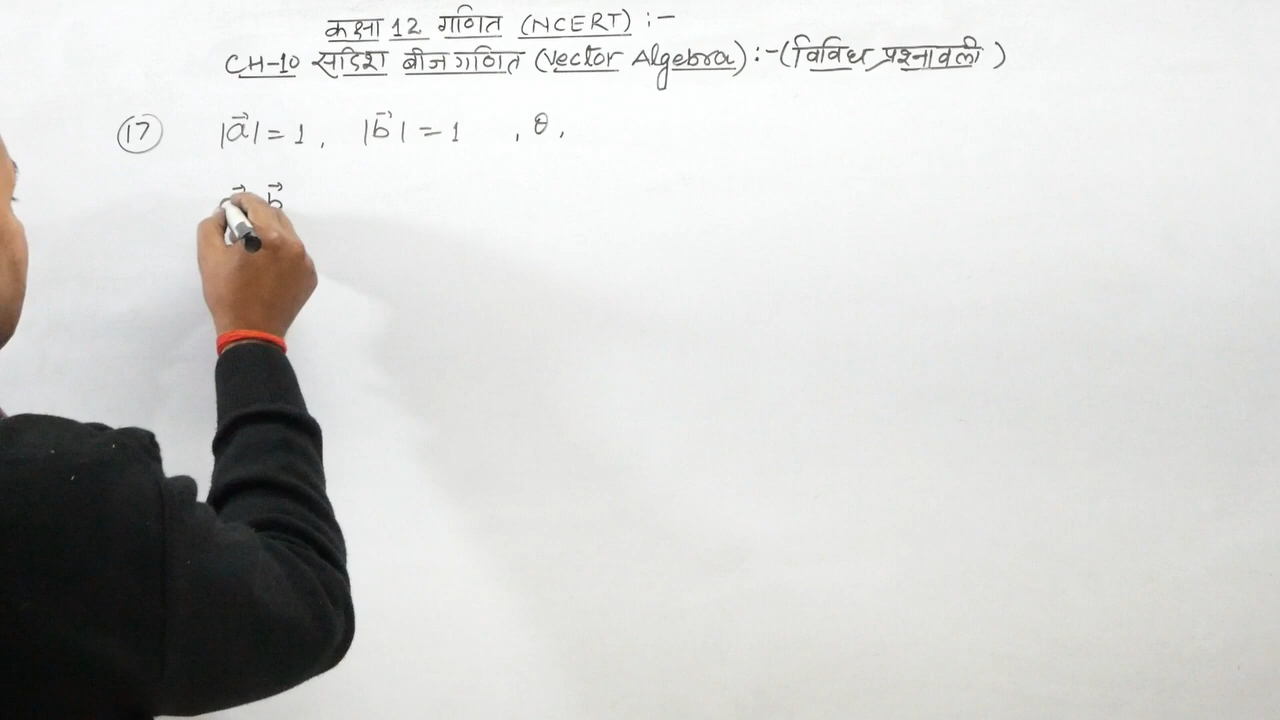 कक्षा 12 गणित (NCERT) :-
CH-10 सदिश बीजगणित (Vector Algebra) :- (विविध प्रश्नावली)
(17) |a⃗| = 1, |b⃗| = 1 , θ,
b⃗